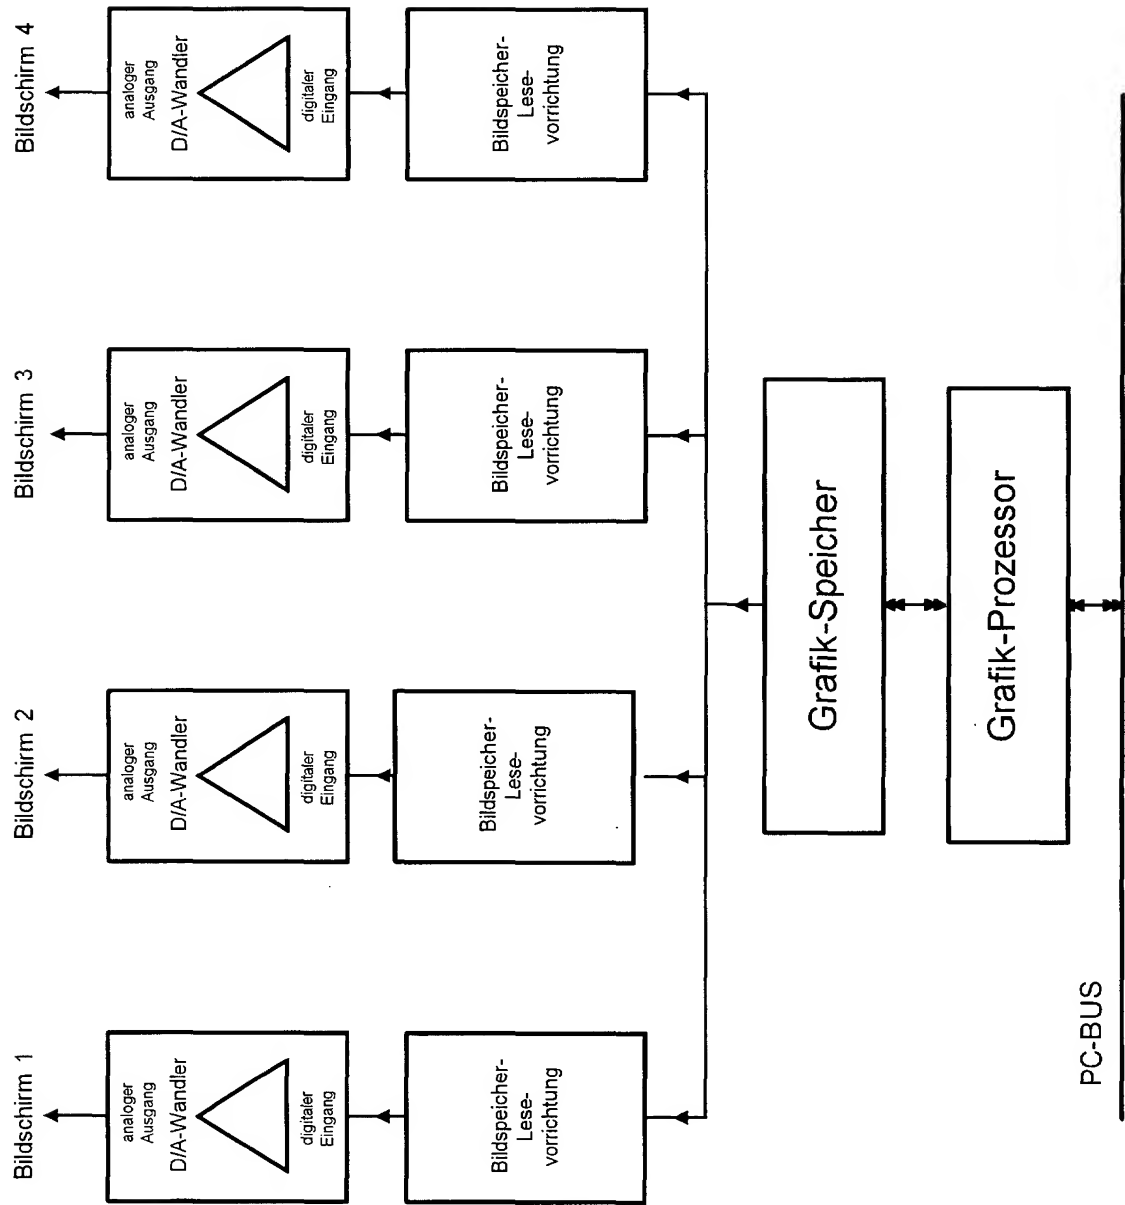 Bildschirm 1
analoger
Ausgang
D/A-Wandler
digitaler
Eingang
Bildspeicher-
Lese-
vorrichtung
Bildschirm 2
analoger
Ausgang
D/A-Wandler
digitaler
Eingang
Bildspeicher-
Lese-
vorrichtung
Bildschirm 3
analoger
Ausgang
D/A-Wandler
digitaler
Eingang
Bildspeicher-
Lese-
vorrichtung
Bildschirm 4
analoger
Ausgang
D/A-Wandler
digitaler
Eingang
Bildspeicher-
Lese-
vorrichtung
Grafik-Speicher
Grafik-Prozessor
PC-BUS